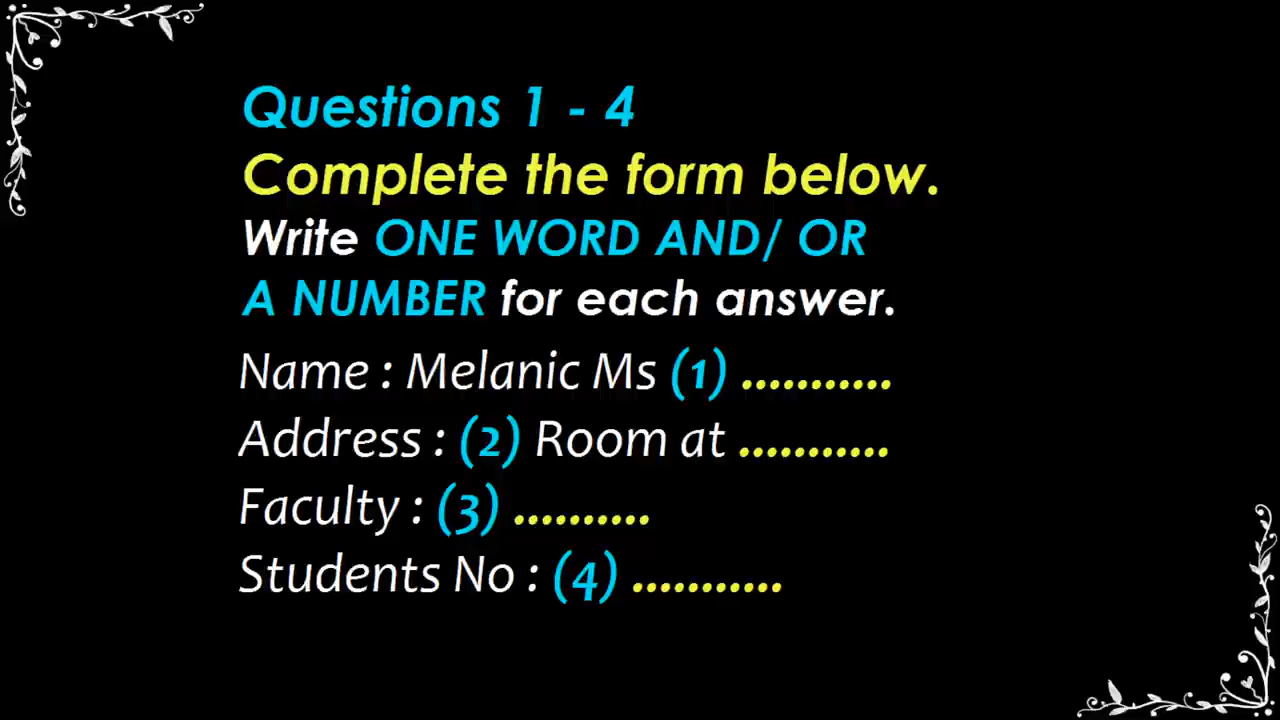 Questions 1 - 4
Complete the form below.
Write ONE WORD AND/ OR
A NUMBER for each answer.
Name : Melanic Ms (1) ...........
Address : (2) Room at ...........
Faculty : (3) ..........
Students No : (4) ...........